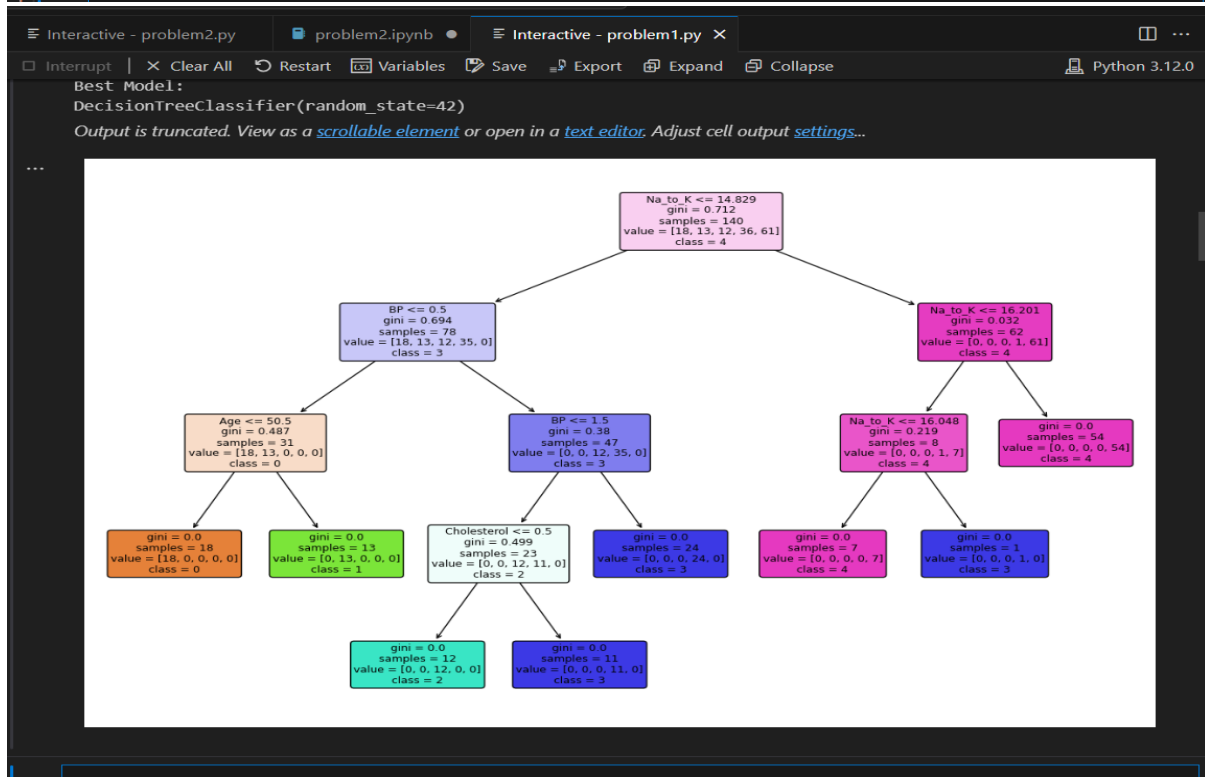 Interactive - problem2.py
problem2.ipynb
Interactive - problem1.py
Interrupt | Clear All Restart Variables Save Export Expand Collapse Python 3.12.0
Best Model:
DecisionTreeClassifier(random_state=42)
Output is truncated. View as a scrollable element or open in a text editor. Adjust cell output settings...
Na_to_K <= 14.829
gini = 0.712
samples = 140
value = [18, 13, 12, 36, 61]
class = 4
BP <= 0.5
gini = 0.694
samples = 78
value = [18, 13, 12, 35, 0]
class = 3
Na_to_K <= 16.201
gini = 0.032
samples = 62
value = [0, 0, 0, 1, 61]
class = 4
Age <= 50.5
gini = 0.487
samples = 31
value = [18, 13, 0, 0, 0]
class = 0
BP <= 1.5
gini = 0.38
samples = 47
value = [0, 0, 12, 35, 0]
class = 3
Na_to_K <= 16.048
gini = 0.219
samples = 8
value = [0, 0, 0, 1, 7]
class = 4
gini = 0.0
samples = 54
value = [0, 0, 0, 0, 54]
class = 4
gini = 0.0
samples = 18
value = [18, 0, 0, 0, 0]
class = 0
gini = 0.0
samples = 13
value = [0, 13, 0, 0, 0]
class = 1
Cholesterol <= 0.5
gini = 0.499
samples = 23
value = [0, 0, 12, 11, 0]
class = 2
gini = 0.0
samples = 24
value = [0, 0, 0, 24, 0]
class = 3
gini = 0.0
samples = 7
value = [0, 0, 0, 0, 7]
class = 4
gini = 0.0
samples = 1
value = [0, 0, 0, 1, 0]
class = 3
gini = 0.0
samples = 12
value = [0, 0, 12, 0, 0]
class = 2
gini = 0.0
samples = 11
value = [0, 0, 0, 11, 0]
class = 3